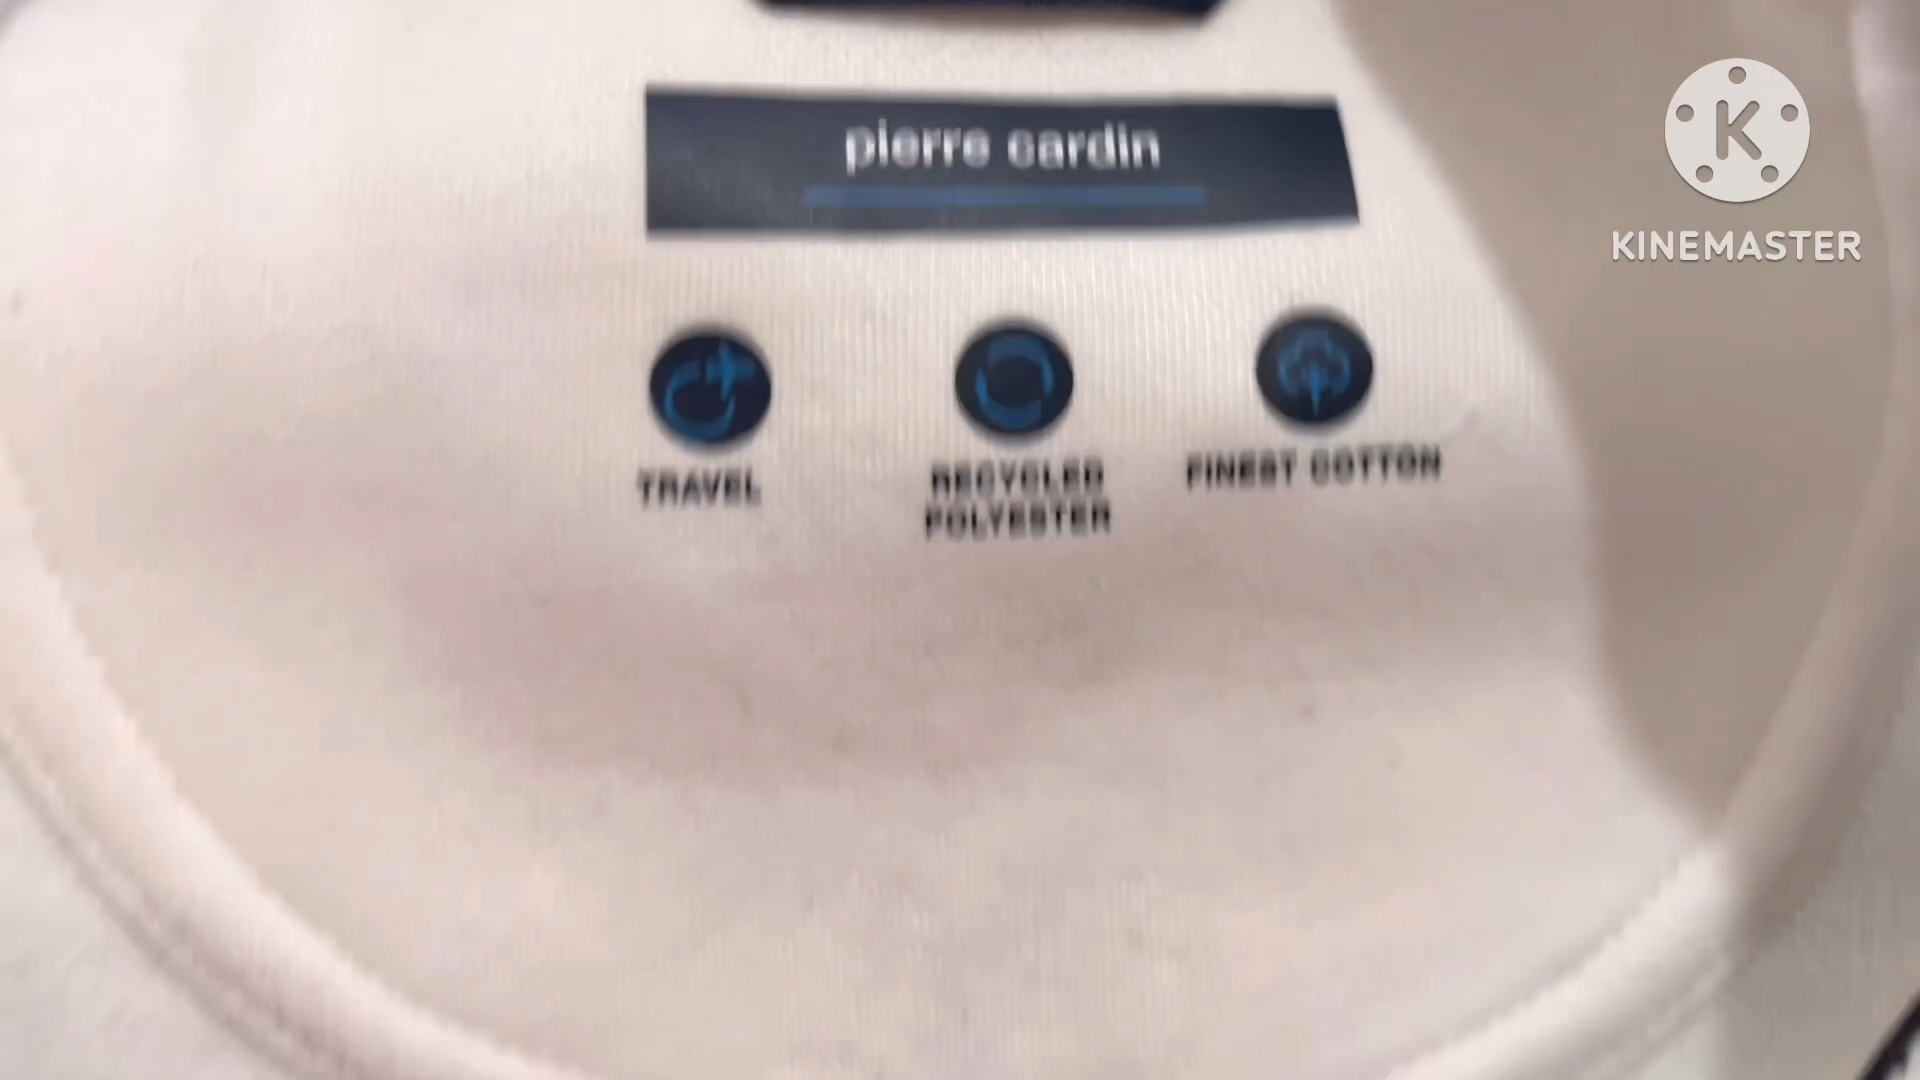 pierre cardin
KINEMASTER
TRAVEL
RECYCLED
POLYESTER
FINEST COTTON